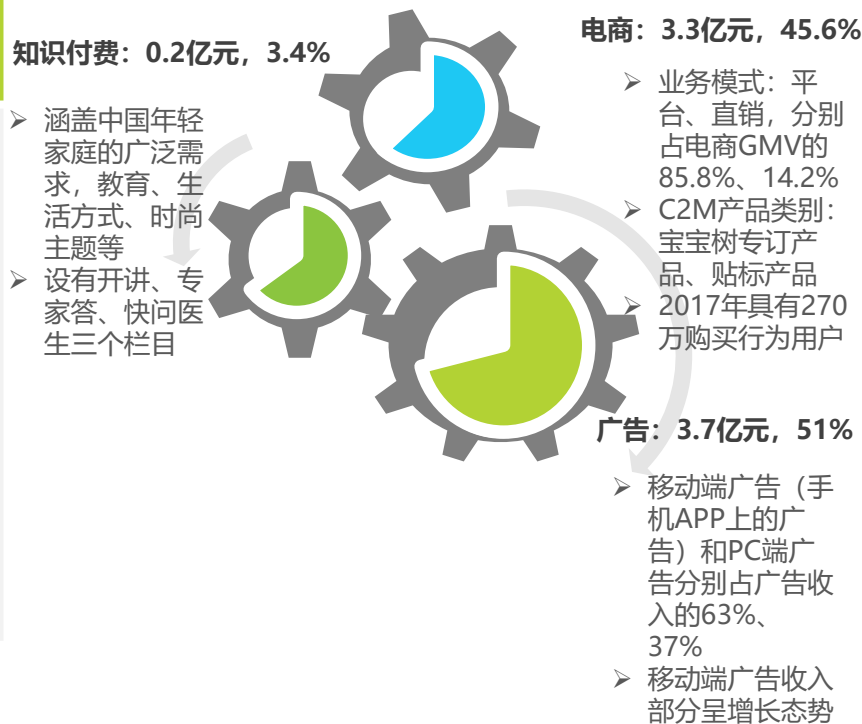 知识付费：0.2亿元，3.4%
➢ 涵盖中国年轻
家庭的广泛需
求，教育、生
活方式、时尚
主题等
➢ 设有开讲、专
家答、快问医
生三个栏目
电商：3.3亿元，45.6%
➢ 业务模式：平
台、直销，分别
占电商GMV的
85.8%、14.2%
➢ C2M产品类别：
宝宝树专订产
品、贴标产品
➢ 2017年具有270
万购买行为用户
广告：3.7亿元，51%
➢ 移动端广告（手
机APP上的广
告）和PC端广
告分别占广告收
入的63%、
37%
➢ 移动端广告收入
部分呈增长态势